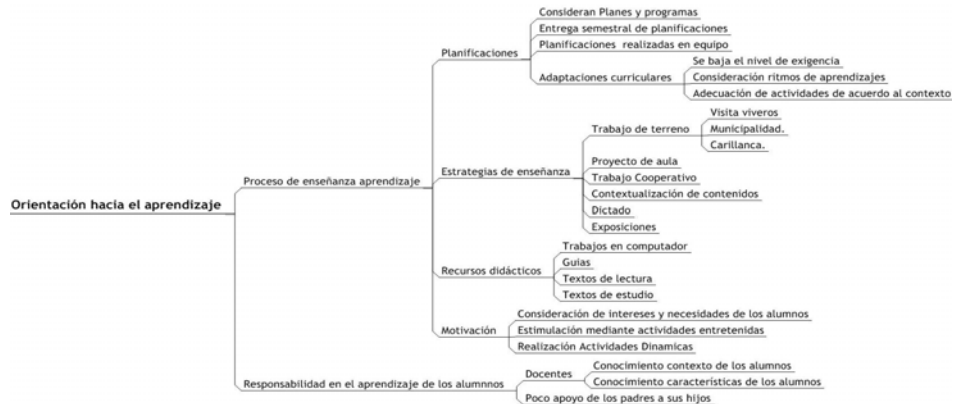 Orientación hacia el aprendizaje
Proceso de enseñanza aprendizaje
Planificaciones
Consideran Planes y programas
Entrega semestral de planificaciones
Planificaciones realizadas en equipo
Adaptaciones curriculares
Se baja el nivel de exigencia
Consideración ritmos de aprendizajes
Adecuación de actividades de acuerdo al contexto
Estrategias de enseñanza
Trabajo de terreno
Visita viveros
Municipalidad.
Carillanca.
Proyecto de aula
Trabajo Cooperativo
Contextualización de contenidos
Dictado
Exposiciones
Recursos didácticos
Trabajos en computador
Guias
Textos de lectura
Textos de estudio
Motivación
Consideración de intereses y necesidades de los alumnos
Estimulación mediante actividades entretenidas
Realización Actividades Dinamicas
Responsabilidad en el aprendizaje de los alumnnos
Docentes
Conocimiento contexto de los alumnos
Conocimiento características de los alumnos
Poco apoyo de los padres a sus hijos